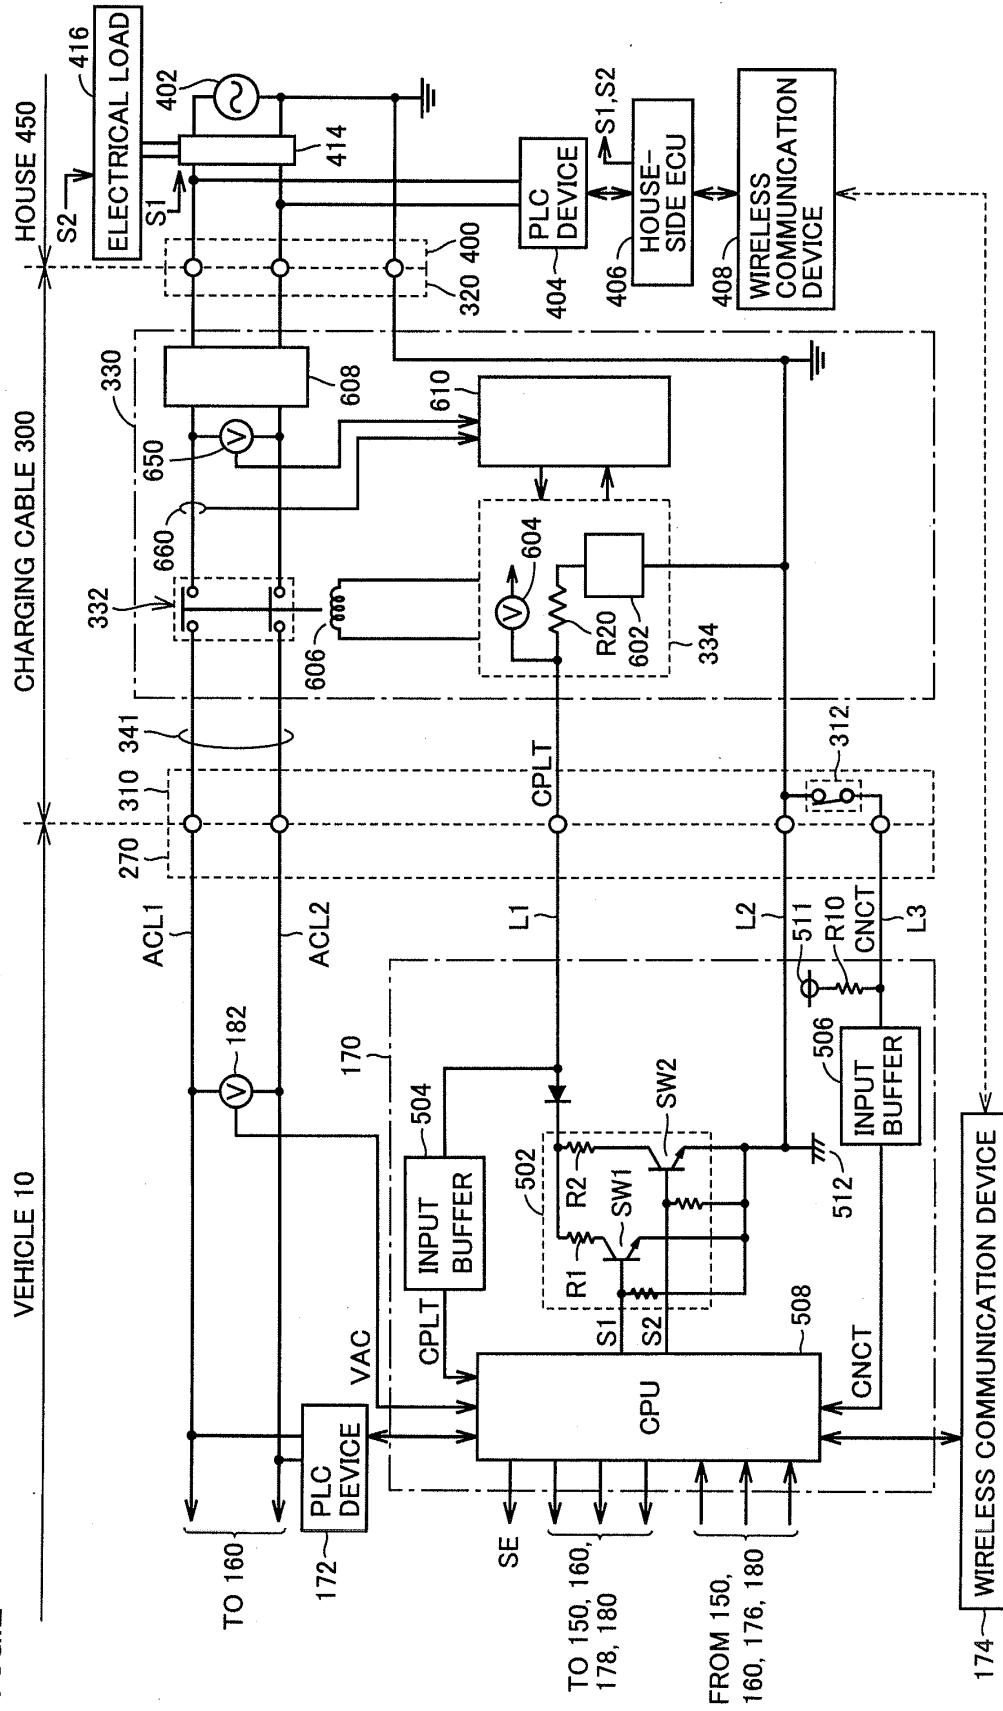 VEHICLE 10
CHARGING CABLE 300
HOUSE 450
S2
416
ELECTRICAL LOAD
402
S1
414
400
320
PLC
DEVICE
404
S1,S2
HOUSE-
SIDE ECU
406
WIRELESS
COMMUNICATION
DEVICE
408
330
608
650
660
610
332
606
604
R20
602
334
341
310
270
CPLT
312
ACL1
ACL2
L1
L2
511
R10
CNCT
L3
182
170
504
INPUT
BUFFER
CPLT
VAC
502
R2
SW2
R1
SW1
S1
S2
512
506
INPUT
BUFFER
CPU
508
CNCT
TO 160
PLC
DEVICE
172
SE
TO 150, 160,
178, 180
FROM 150,
160, 176, 180
WIRELESS COMMUNICATION DEVICE
174
V
V
V